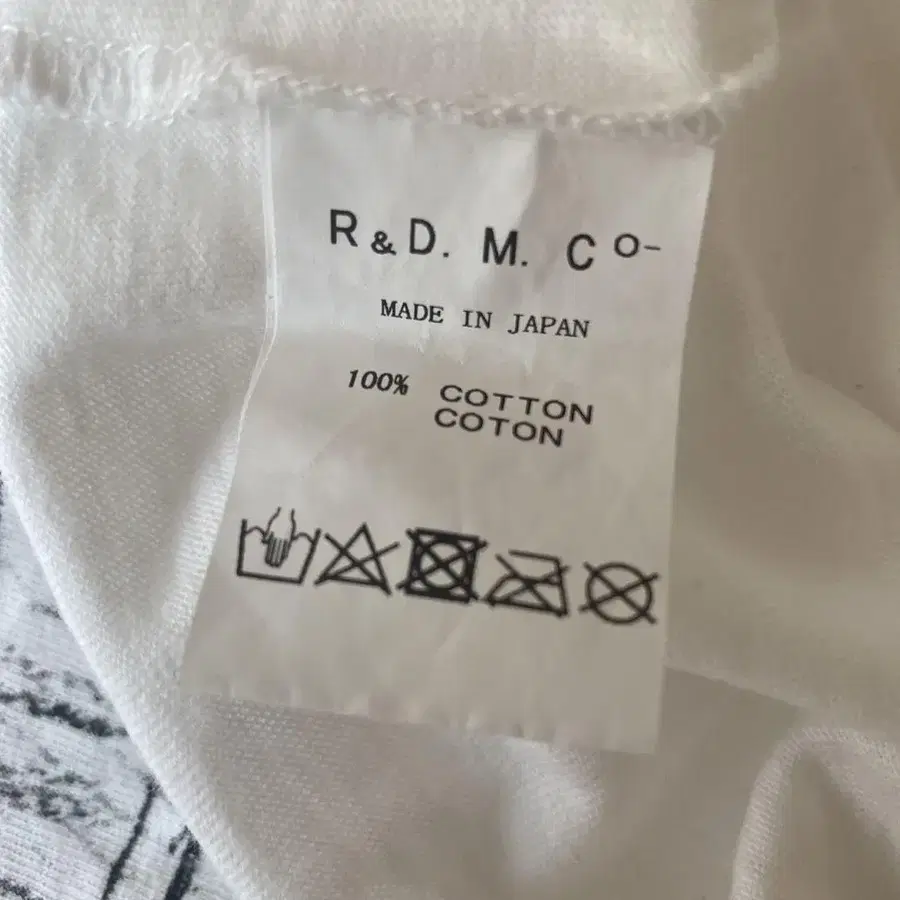 R & D. M. Co-
MADE IN JAPAN
100% COTTON
COTON